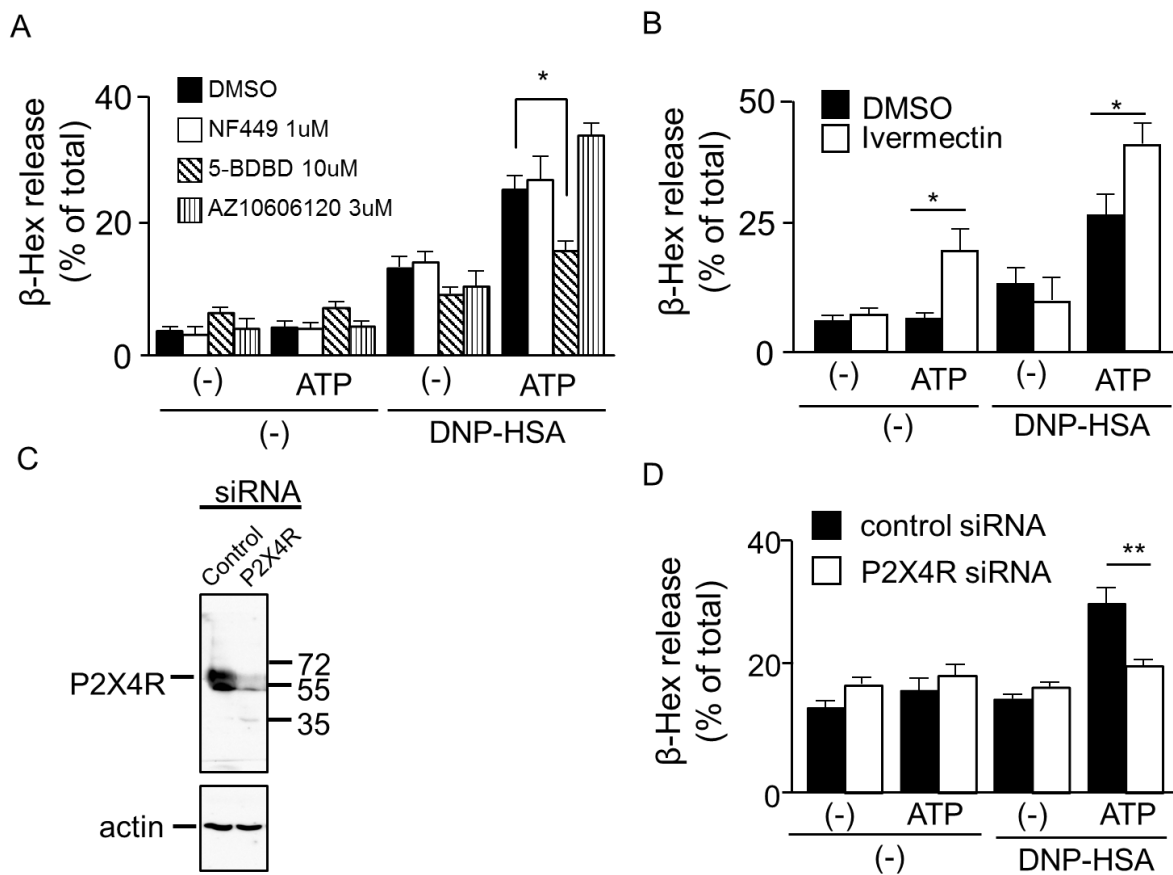 A
β-Hex release
(% of total)
40
20
0
DMSO
NF449 1uM
5-BDBD 10uM
AZ10606120 3uM
*
(-)
ATP
(-)
ATP
(-)
DNP-HSA
B
β-Hex release
(% of total)
50
25
0
DMSO
Ivermectin
*
*
(-)
ATP
(-)
ATP
(-)
DNP-HSA
C
siRNA
Control
P2X4R
P2X4R
72
55
35
actin
D
β-Hex release
(% of total)
40
20
0
control siRNA
P2X4R siRNA
**
(-)
ATP
(-)
ATP
(-)
DNP-HSA